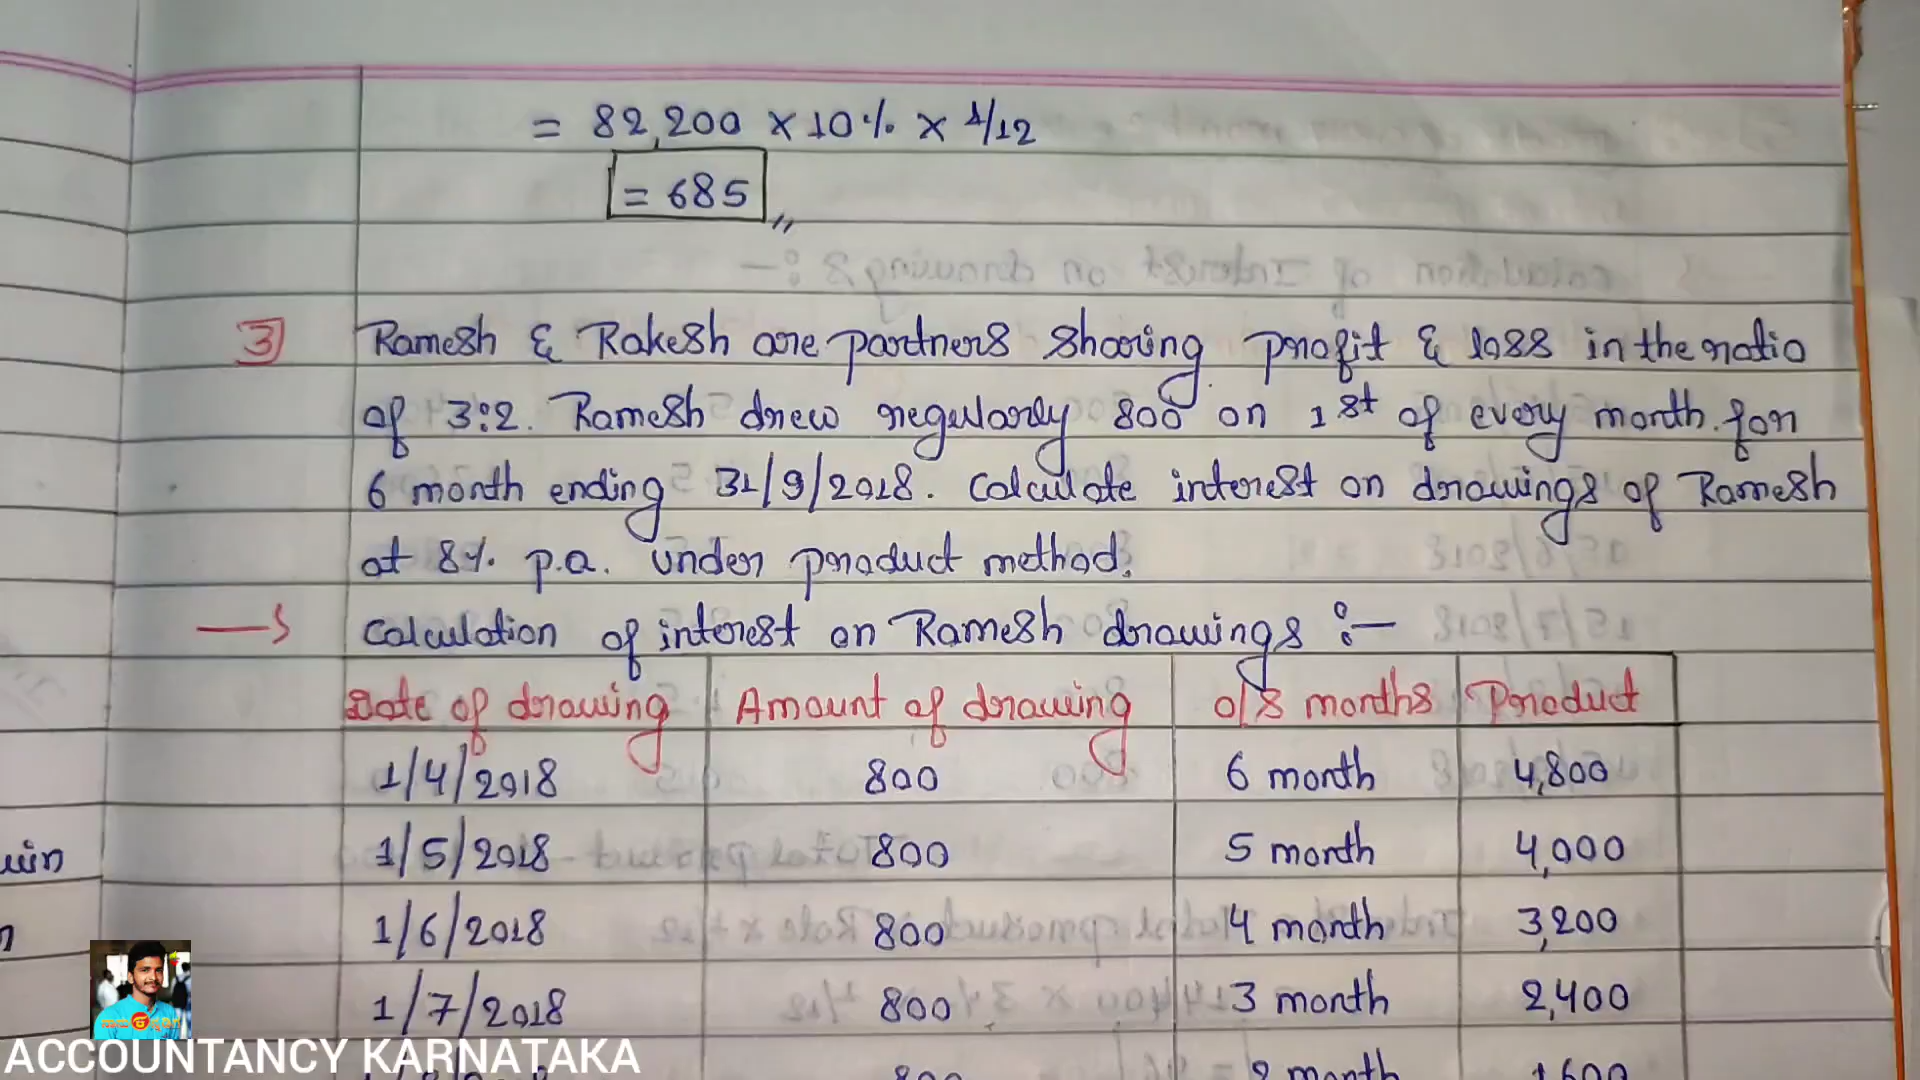 = 82,200 × 10% × 1/12
= 685
3 Ramesh & Rakesh are partners sharing profit & loss in the ratio
of 3:2. Ramesh drew regularly 800 on 1st of every month for
6 month ending 31/9/2018. Calculate interest on drawings of Ramesh
at 8% p.a. under product method.
Calculation of interest on Ramesh drawings :-
Date of drawing Amount of drawing o/s months Product
1/4/2018 800 6 month 4,800
1/5/2018 800 5 month 4,000
1/6/2018 800 4 month 3,200
1/7/2018 800 3 month 2,400
800 2 month 1,600
ACCOUNTANCY KARNATAKA